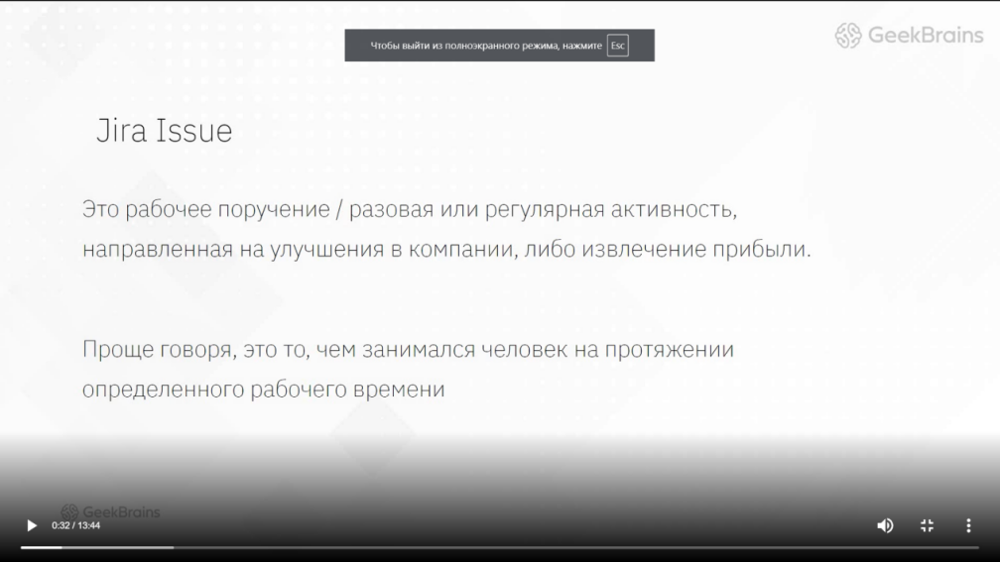 Чтобы выйти из полноэкранного режима, нажмите Esc
GeekBrains
Jira Issue
Это рабочее поручение / разовая или регулярная активность,
направленная на улучшения в компании, либо извлечение прибыли.
Проще говоря, это то, чем занимался человек на протяжении
определенного рабочего времени
GeekBrains
0:32 / 13:44